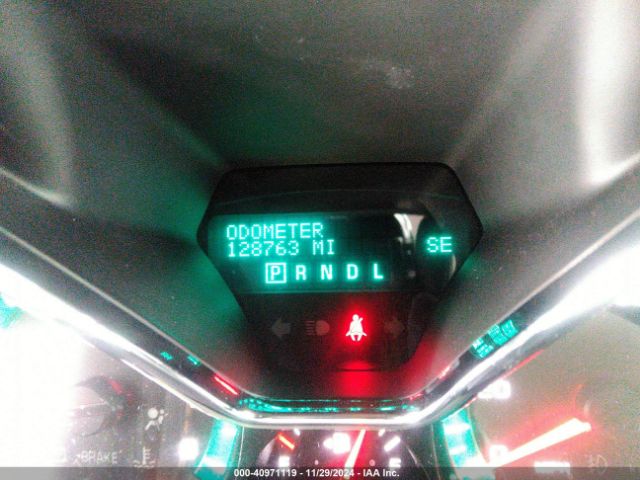 ODOMETER
128763 MI SE
P R N D L
BRAKE
000-40971119 - 11/29/2024 - IAA Inc.